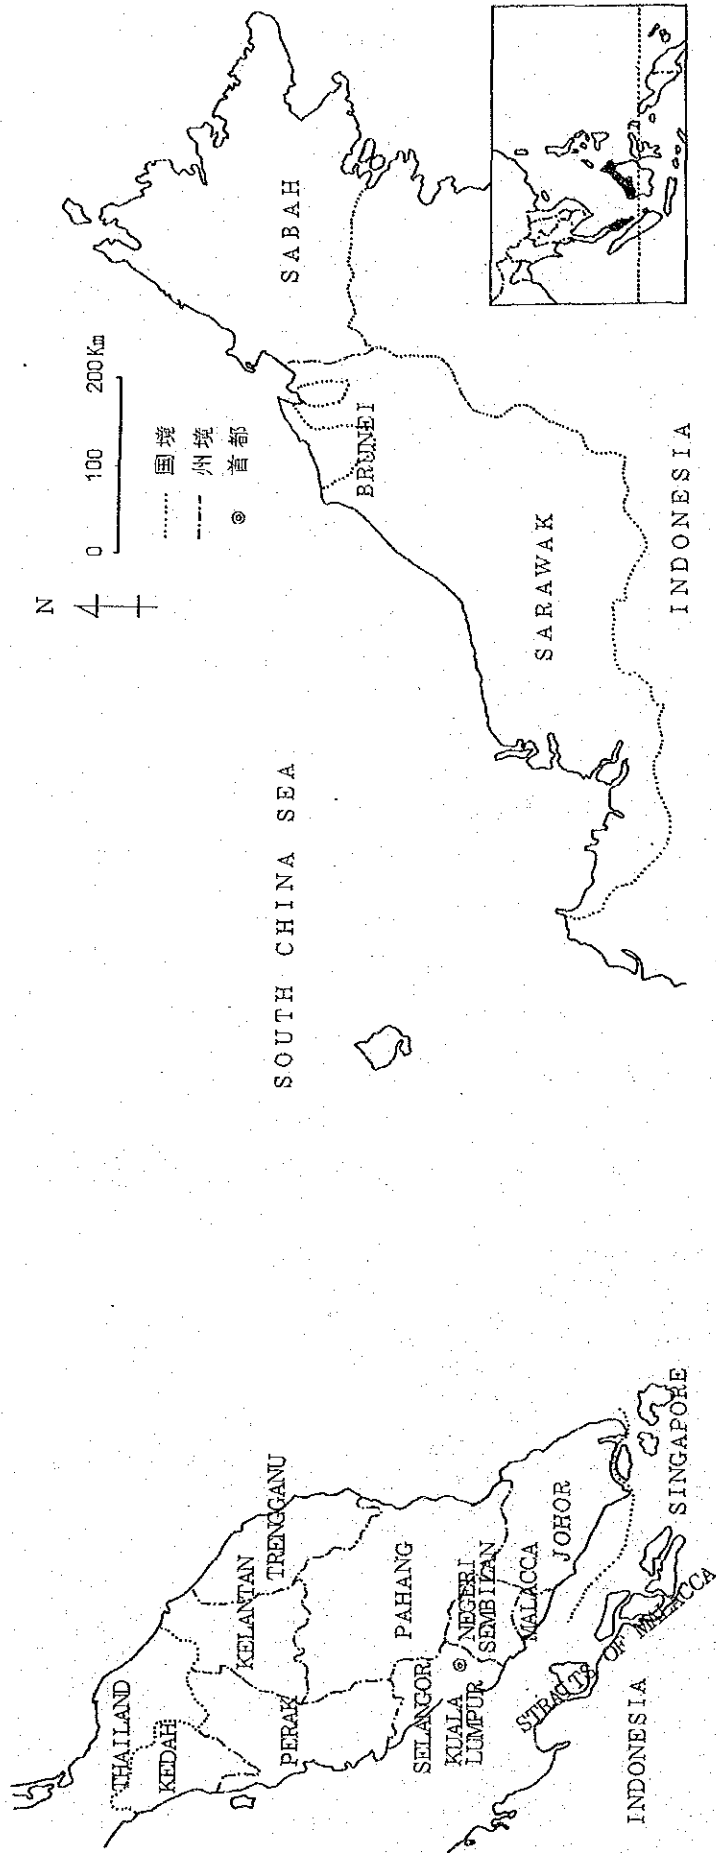 THAILAND
KEDAH
KELANTAN
TRENGGANU
PERAK
PAHANG
SELANGOR
KUALA
LUMPUR
NEGERI
SEMBILAN
MALACCA
JOHOR
SINGAPORE
STRAITS OF MALACCA
INDONESIA
SOUTH CHINA SEA
N
0 100 200Km
国境
州境
首都
SABAH
BRUNEI
SARAWAK
INDONESIA